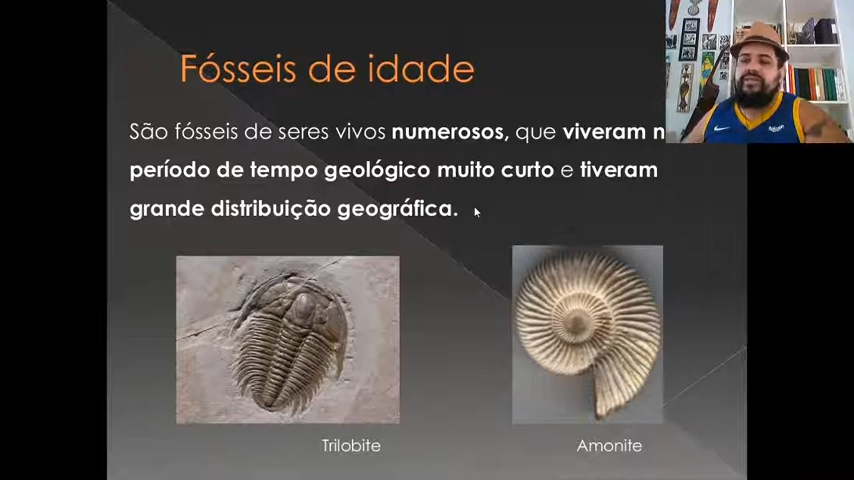 Fósseis de idade
São fósseis de seres vivos numerosos, que viveram n
período de tempo geológico muito curto e tiveram
grande distribuição geográfica.
Trilobite
Amonite